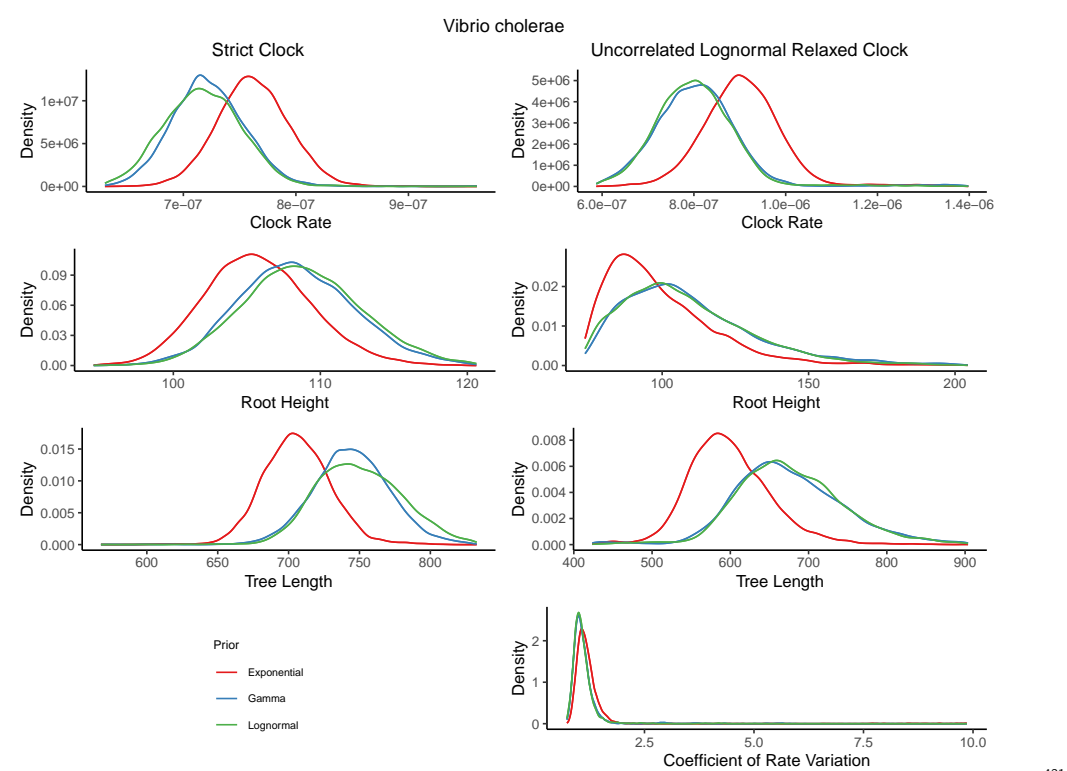 Vibrio cholerae
Strict Clock
Uncorrelated Lognormal Relaxed Clock
Density
1e+07
5e+06
0e+00
7e−07 8e−07 9e−07
Clock Rate
Density
5e+06
4e+06
3e+06
2e+06
1e+06
0e+00
6.0e−07 8.0e−07 1.0e−06 1.2e−06 1.4e−06
Clock Rate
Density
0.09
0.06
0.03
0.00
100 110 120
Root Height
Density
0.02
0.01
0.00
100 150 200
Root Height
Density
0.015
0.010
0.005
0.000
600 650 700 750 800
Tree Length
Density
0.008
0.006
0.004
0.002
0.000
400 500 600 700 800 900
Tree Length
Prior
Exponential
Gamma
Lognormal
Density
2
1
0
2.5 5.0 7.5 10.0
Coefficient of Rate Variation